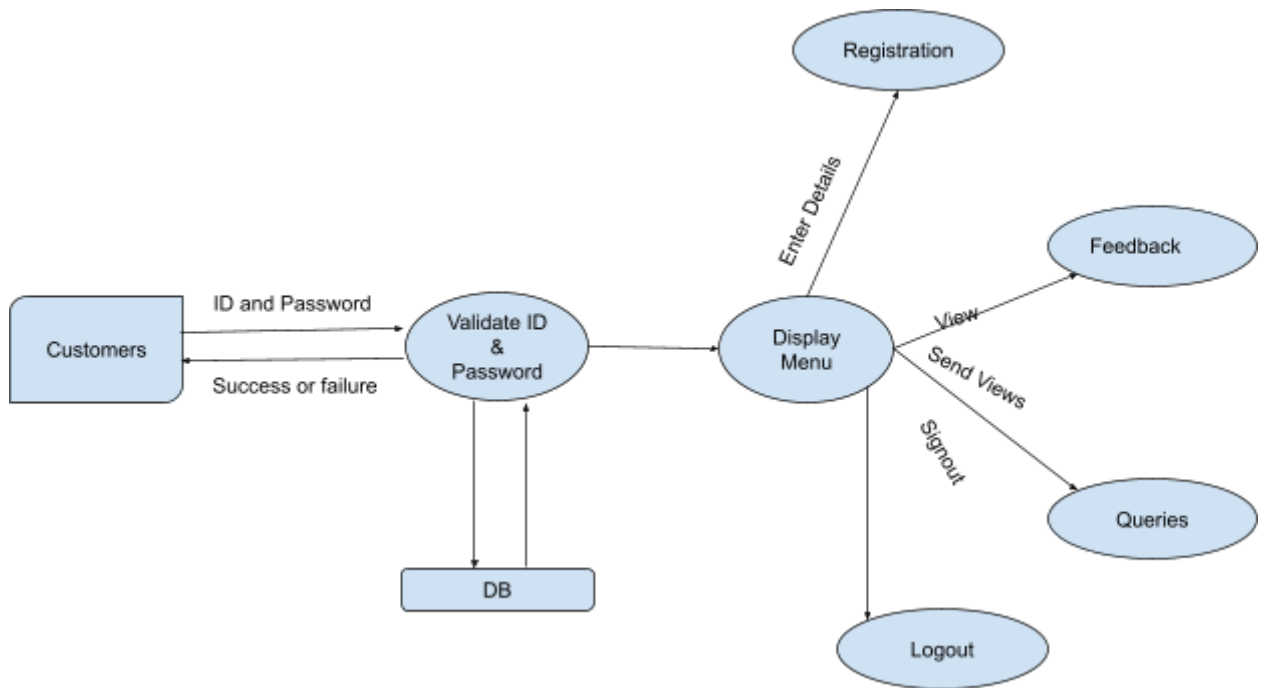 Registration
Enter Details
Feedback
ID and Password
Customers
Validate ID
&
Password
Display
Menu
View
Success or failure
Send Views
Signout
Queries
DB
Logout